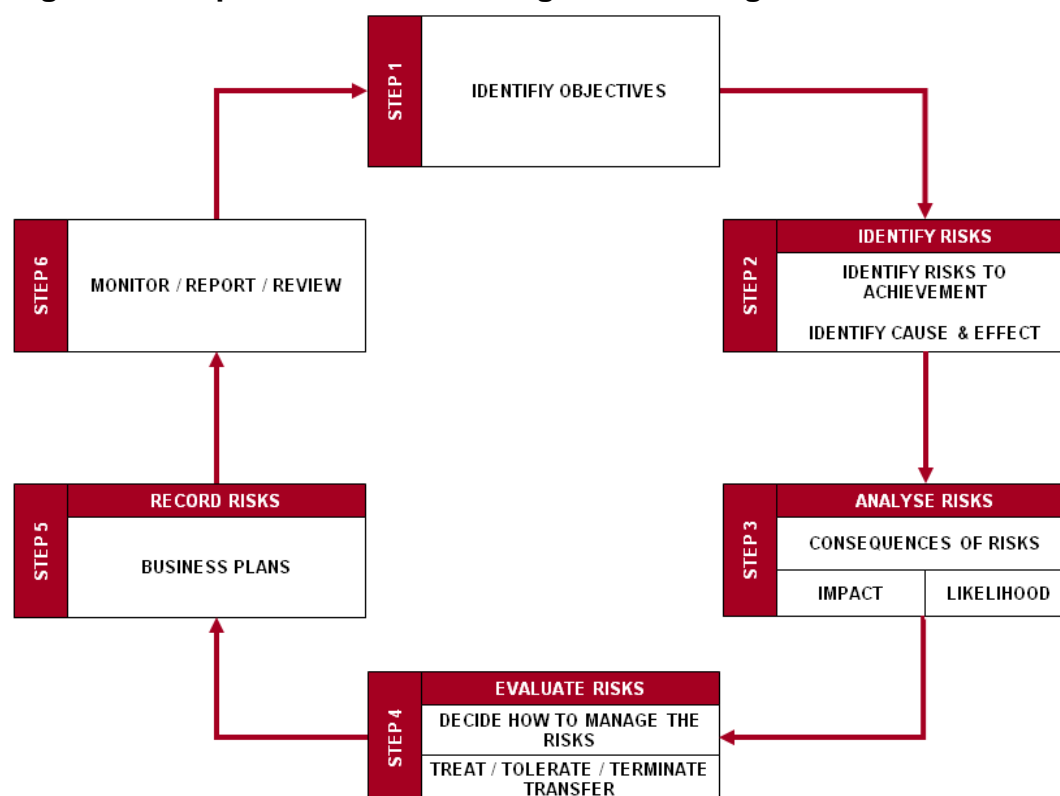 STEP 1
IDENTIFIY OBJECTIVES
STEP 2
IDENTIFY RISKS
IDENTIFY RISKS TO
ACHIEVEMENT
IDENTIFY CAUSE & EFFECT
STEP 3
ANALYSE RISKS
CONSEQUENCES OF RISKS
IMPACT
LIKELIHOOD
STEP 4
EVALUATE RISKS
DECIDE HOW TO MANAGE THE
RISKS
TREAT / TOLERATE / TERMINATE
TRANSFER
STEP 5
RECORD RISKS
BUSINESS PLANS
STEP 6
MONITOR / REPORT / REVIEW